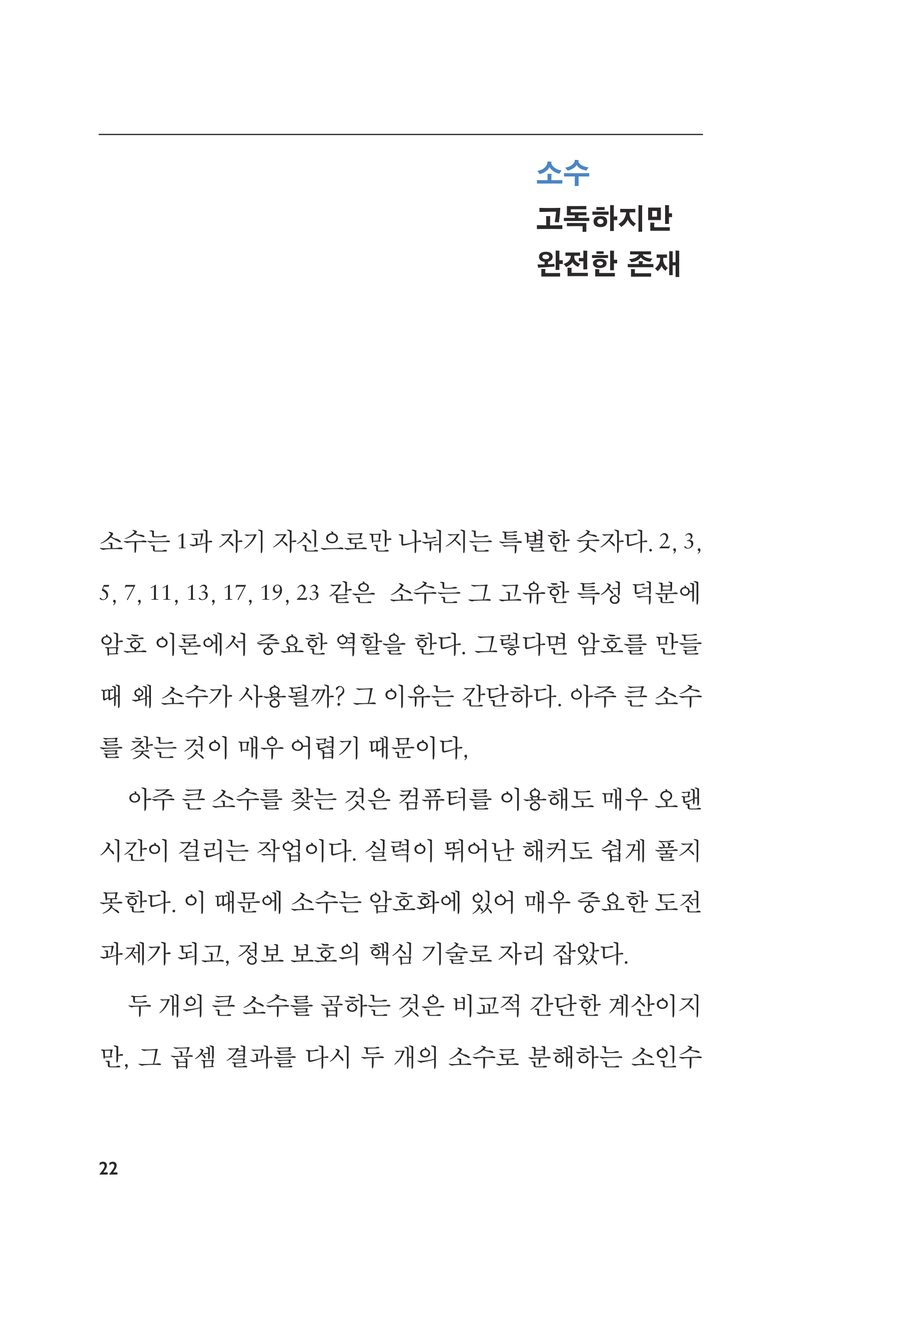 소수
고독하지만
완전한 존재
소수는 1과 자기 자신으로만 나눠지는 특별한 숫자다. 2, 3,
5, 7, 11, 13, 17, 19, 23 같은 소수는 그 고유한 특성 덕분에
암호 이론에서 중요한 역할을 한다. 그렇다면 암호를 만들
때 왜 소수가 사용될까? 그 이유는 간단하다. 아주 큰 소수
를 찾는 것이 매우 어렵기 때문이다,
아주 큰 소수를 찾는 것은 컴퓨터를 이용해도 매우 오랜
시간이 걸리는 작업이다. 실력이 뛰어난 해커도 쉽게 풀지
못한다. 이 때문에 소수는 암호화에 있어 매우 중요한 도전
과제가 되고, 정보 보호의 핵심 기술로 자리 잡았다.
두 개의 큰 소수를 곱하는 것은 비교적 간단한 계산이지
만, 그 곱셈 결과를 다시 두 개의 소수로 분해하는 소인수
22